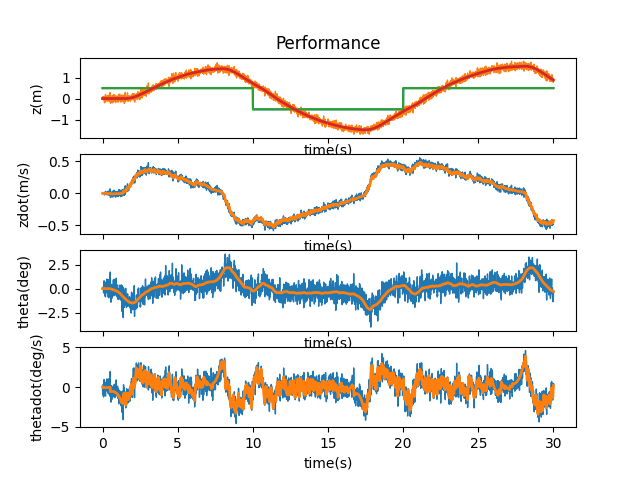 Performance
z(m)
1
0
−1
time(s)
zdot(m/s)
0.5
0.0
−0.5
time(s)
theta(deg)
2.5
0.0
−2.5
time(s)
thetadot(deg/s)
5
0
−5
0 5 10 15 20 25 30
time(s)